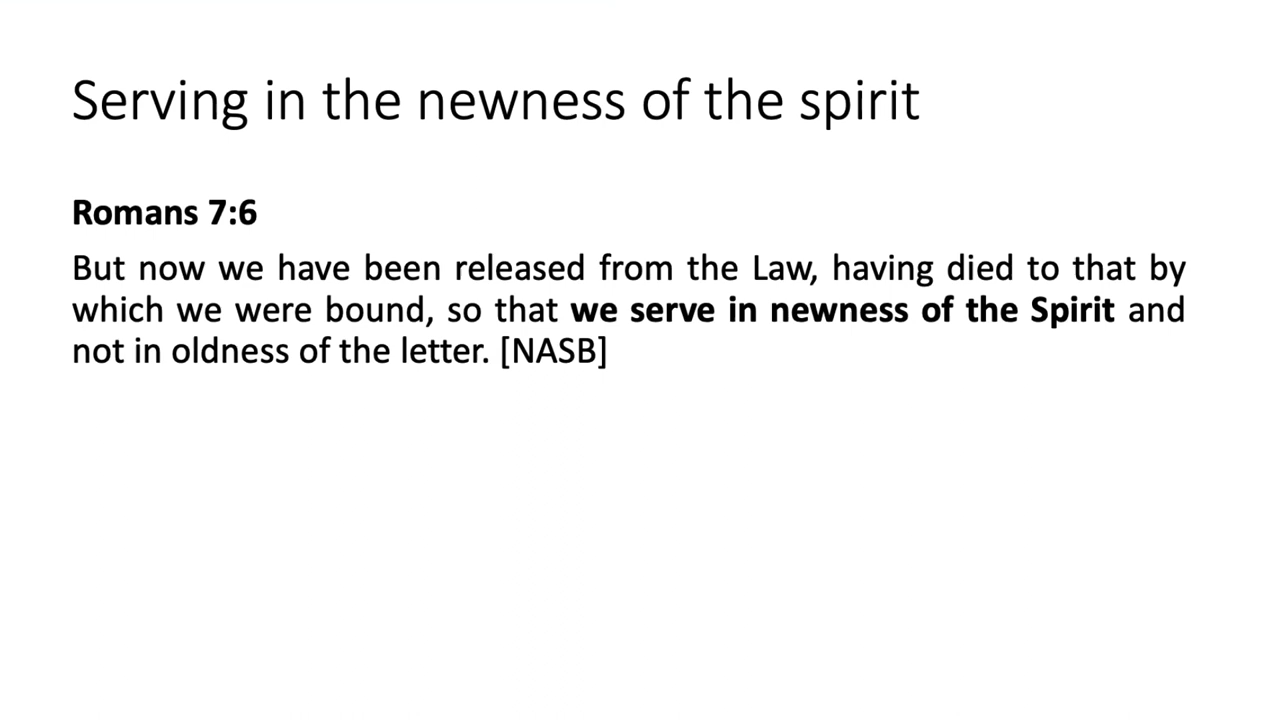 Serving in the newness of the spirit
Romans 7:6
But now we have been released from the Law, having died to that by
which we were bound, so that we serve in newness of the Spirit and
not in oldness of the letter. [NASB]